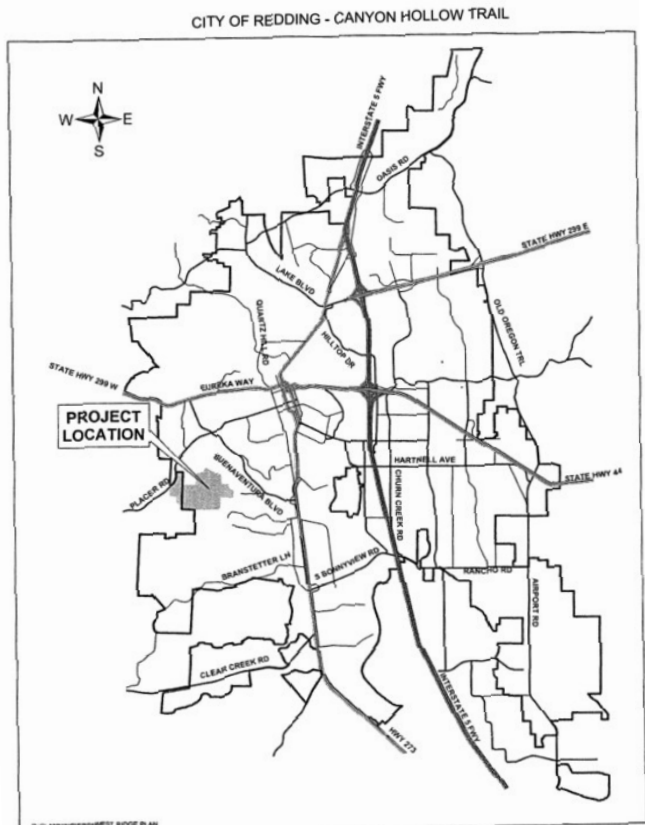 CITY OF REDDING - CANYON HOLLOW TRAIL
N
W E
S
INTERSTATE 5 FWY
OASIS RD
STATE HWY 299 E
LAKE BLVD
QUARTZ HILL RD
HILLTOP DR
OLD OREGON TRL
STATE HWY 299 W
EUREKA WAY
PROJECT
LOCATION
HARTNELL AVE
STATE HWY 44
PLACER RD
BUENAVENTURA BLVD
CHURN CREEK RD
BRANSTETTER LN
S BONNYVIEW RD
RANCHO RD
AIRPORT RD
CLEAR CREEK RD
INTERSTATE 5 FWY
HWY 273
WEST RIDGE PLAN